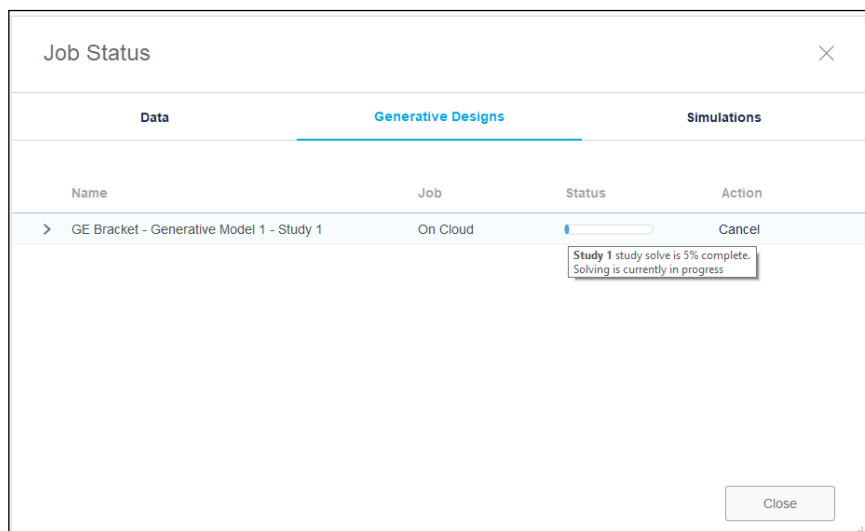 Job Status
Data Generative Designs Simulations
Name Job Status Action
GE Bracket - Generative Model 1 - Study 1 On Cloud Cancel
Study 1 study solve is 5% complete.
Solving is currently in progress
Close